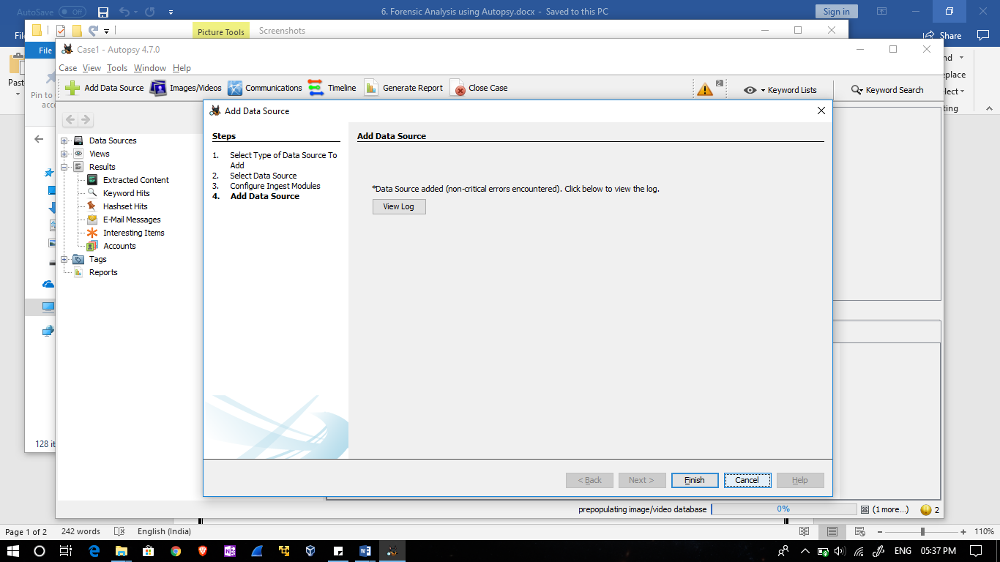 AutoSave Off
6. Forensic Analysis using Autopsy.docx - Saved to this PC
Sign in
Share
Picture Tools
Screenshots
File
Case1 - Autopsy 4.7.0
Case View Tools Window Help
Add Data Source Images/Videos Communications Timeline Generate Report Close Case
2
Keyword Lists
Keyword Search
Add Data Source
Steps
1. Select Type of Data Source To
Add
2. Select Data Source
3. Configure Ingest Modules
4. Add Data Source
Add Data Source
*Data Source added (non-critical errors encountered). Click below to view the log.
View Log
Data Sources
Views
Results
Extracted Content
Keyword Hits
Hashset Hits
E-Mail Messages
Interesting Items
Accounts
Tags
Reports
< Back Next > Finish Cancel Help
Pin to
128 it
prepopulating image/video database 0% (1 more...) 2
Page 1 of 2 242 words English (India) 110%
ENG 05:37 PM